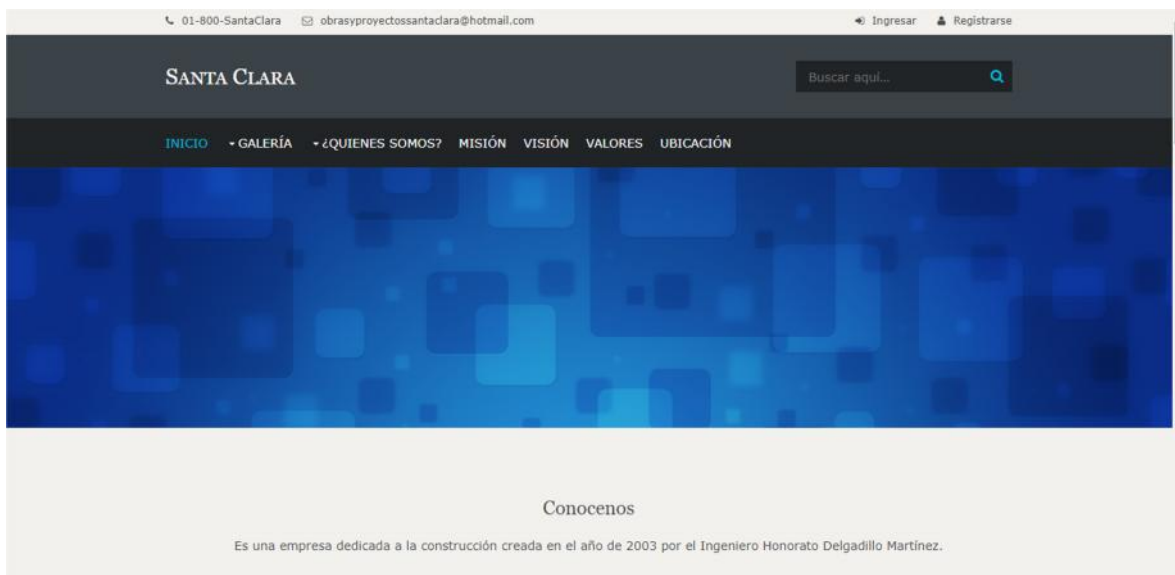 01-800-SantaClara obrasyproyectossantaclara@hotmail.com Ingresar Registrarse
SANTA CLARA Buscar aquí...
INICIO GALERÍA ¿QUIENES SOMOS? MISIÓN VISIÓN VALORES UBICACIÓN
Conocenos
Es una empresa dedicada a la construcción creada en el año de 2003 por el Ingeniero Honorato Delgadillo Martínez.